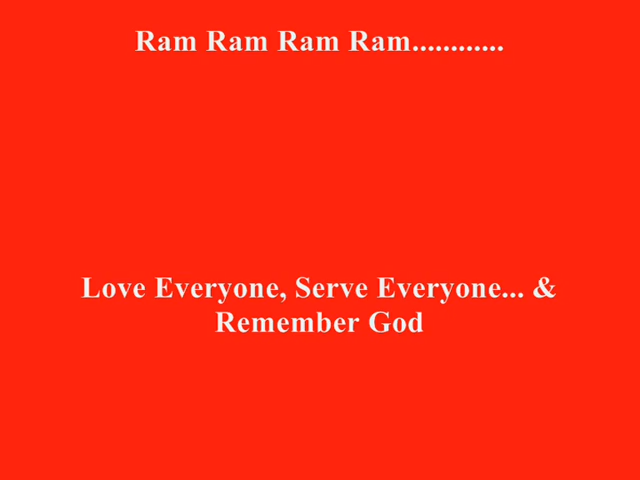 Ram Ram Ram Ram............
Love Everyone, Serve Everyone... &
Remember God